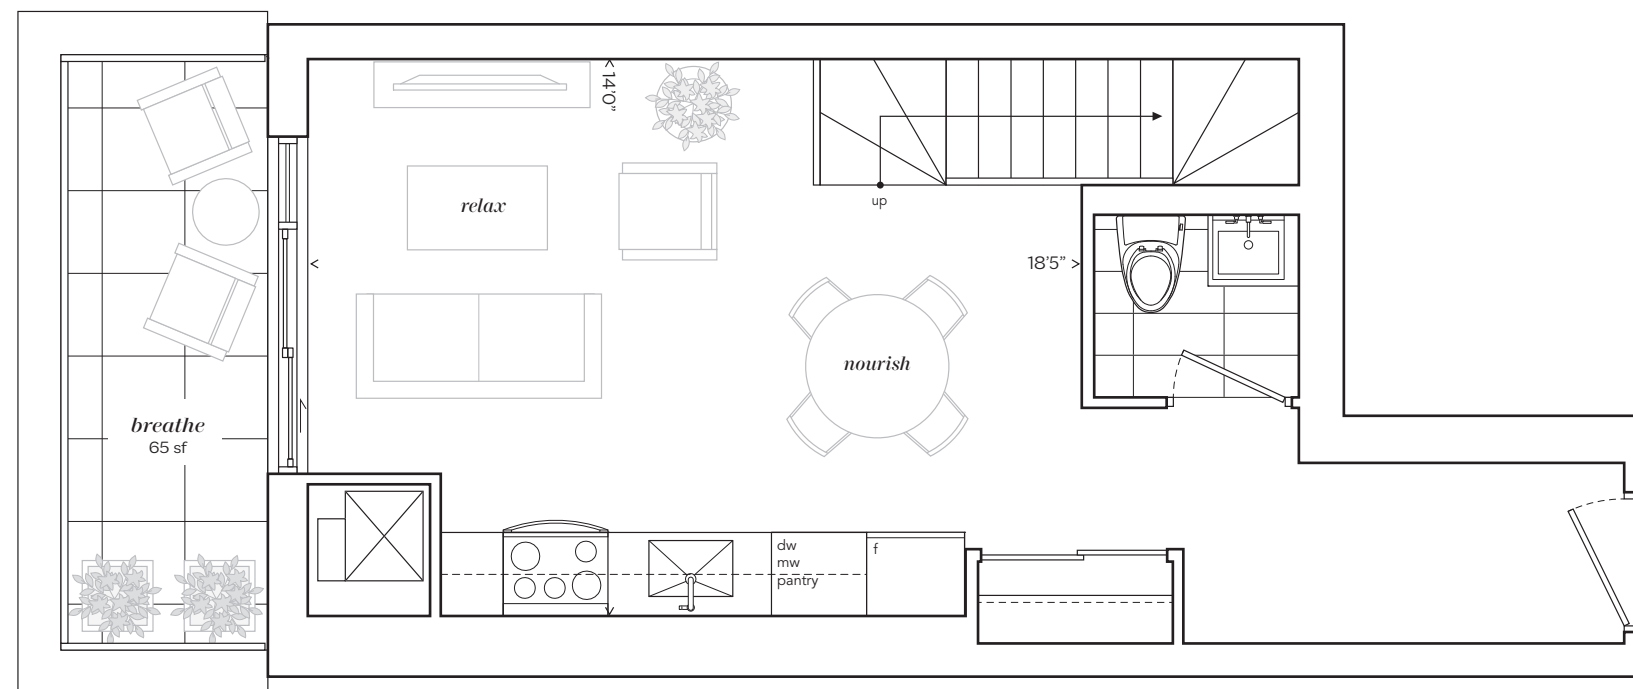 14'0"
relax
up
18'5"
nourish
breathe
65 sf
dw
mw
pantry
f